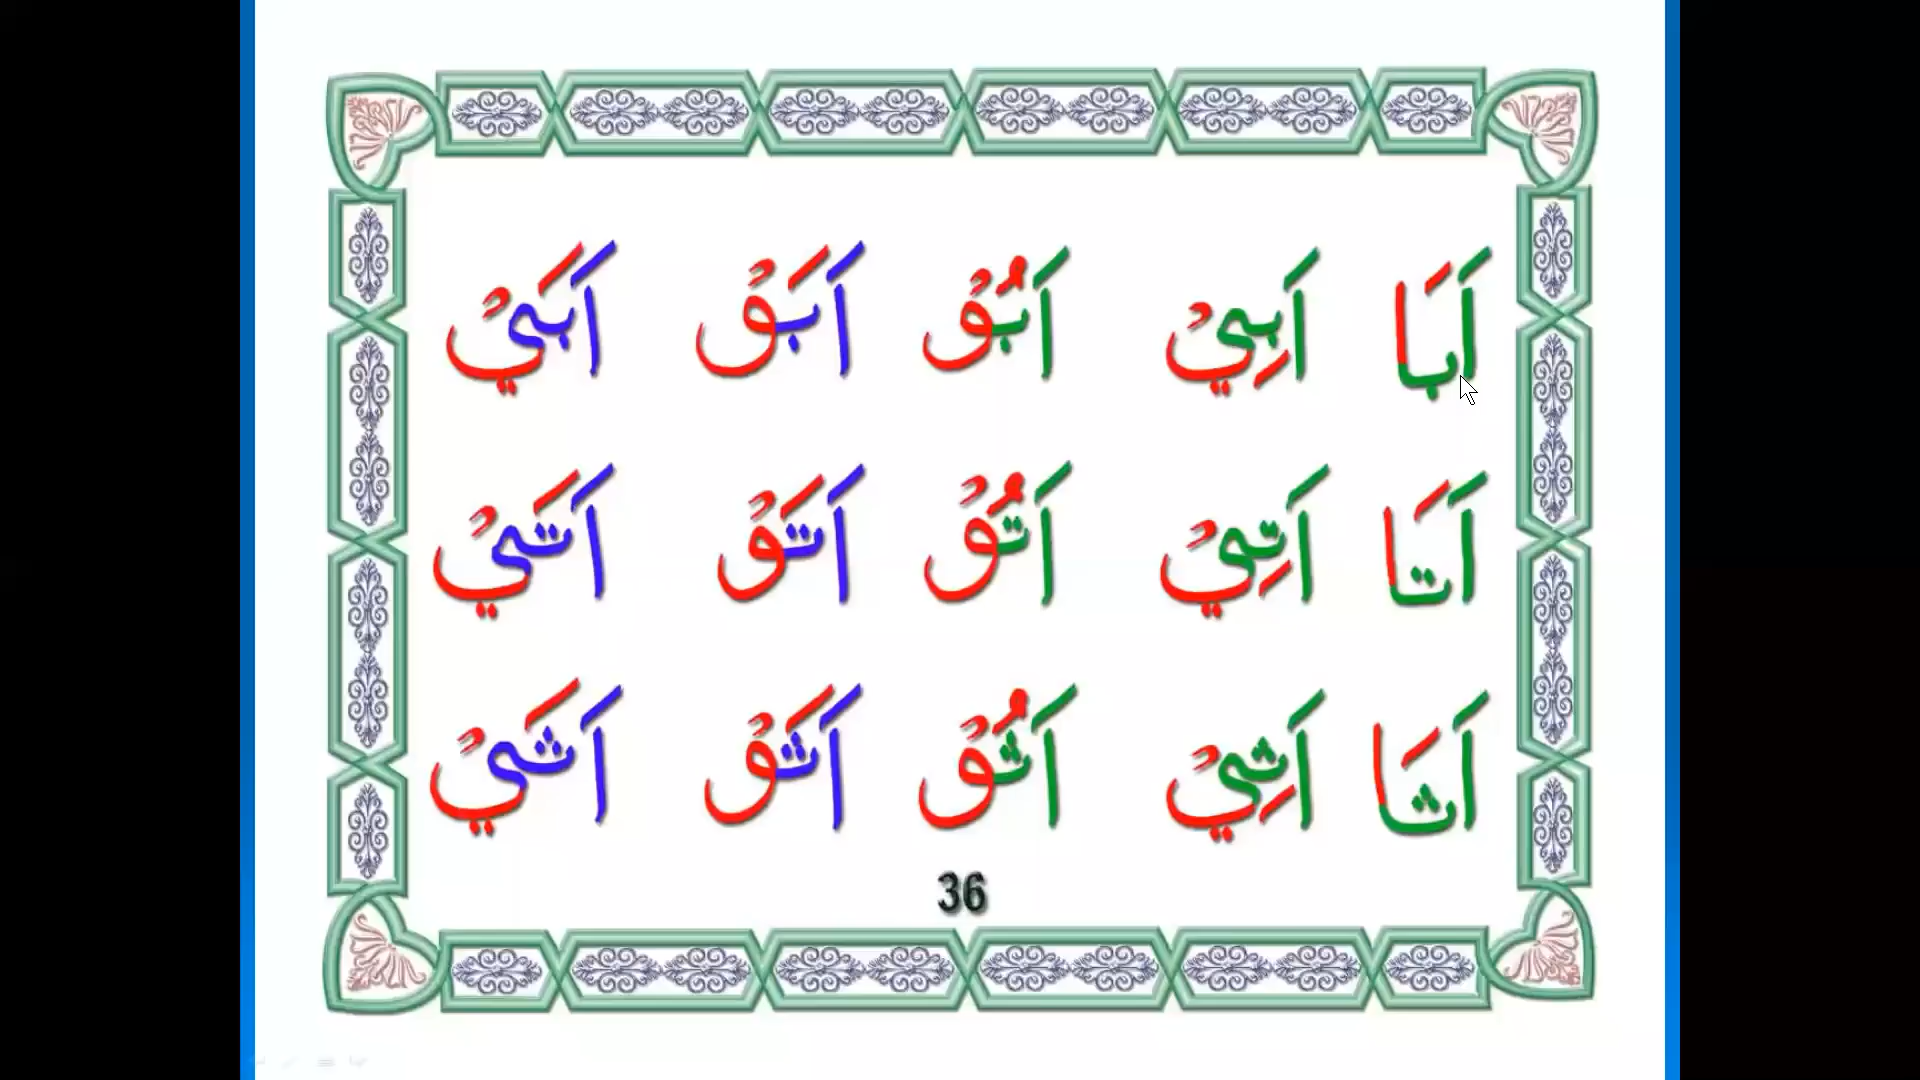 اَبَا اَبِيْ اَبُوْ اَبَوْ اَبَيْ
اَتَا اَتِيْ اَتُوْ اَتَوْ اَتَيْ
اَثَا اَثِيْ اَثُوْ اَثَوْ اَثَيْ
36